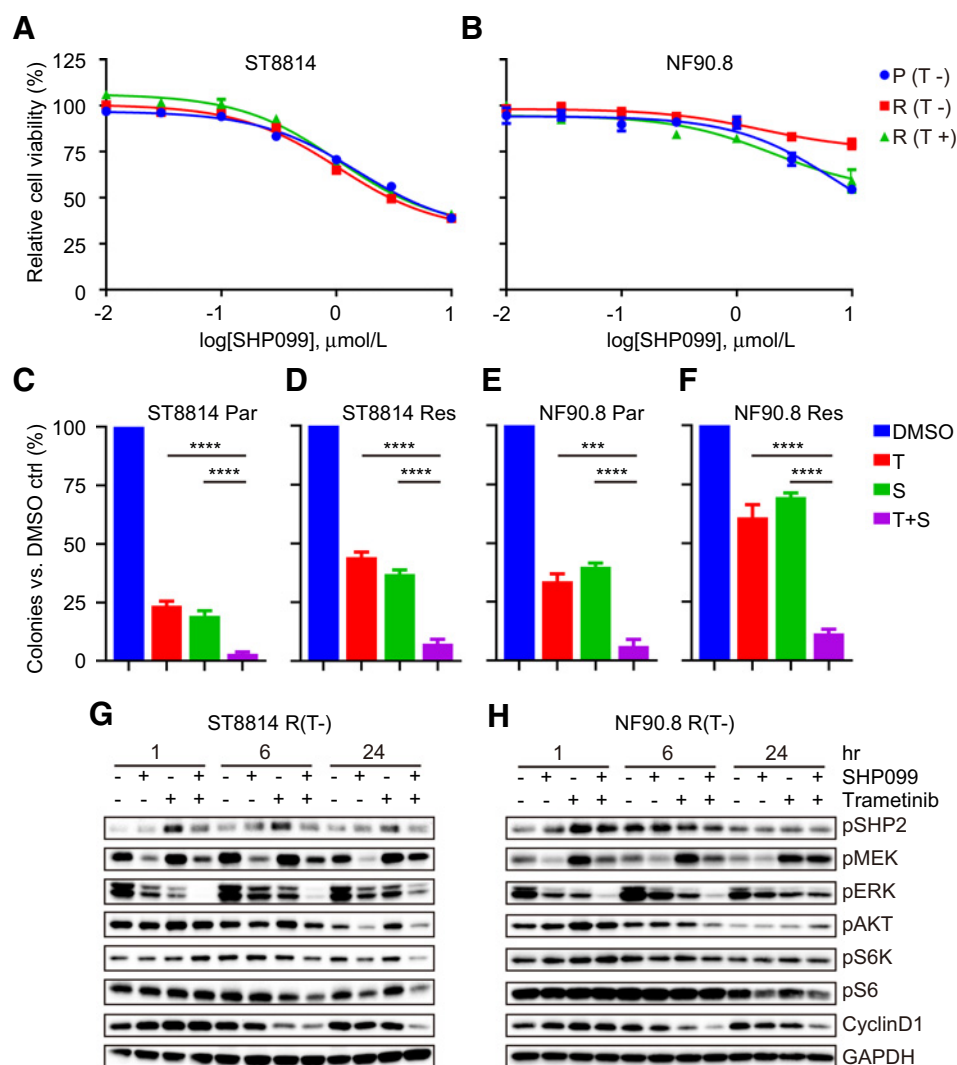 A
B
ST8814
NF90.8
Relative cell viability (%)
125
100
75
50
25
0
-2
-1
0
1
-2
-1
0
1
log[SHP099], μmol/L
log[SHP099], μmol/L
P (T -)
R (T -)
R (T +)
C
D
E
F
ST8814 Par
ST8814 Res
NF90.8 Par
NF90.8 Res
Colonies vs. DMSO ctrl (%)
100
75
50
25
0
****
****
****
****
***
****
****
****
DMSO
T
S
T+S
G
H
ST8814 R(T-)
NF90.8 R(T-)
1 6 24
1 6 24 hr
- + - + - + - + - + - +
- + - + - + - + - + - + SHP099
- - + + - - + + - - + +
- - + + - - + + - - + + Trametinib
pSHP2
pMEK
pERK
pAKT
pS6K
pS6
CyclinD1
GAPDH